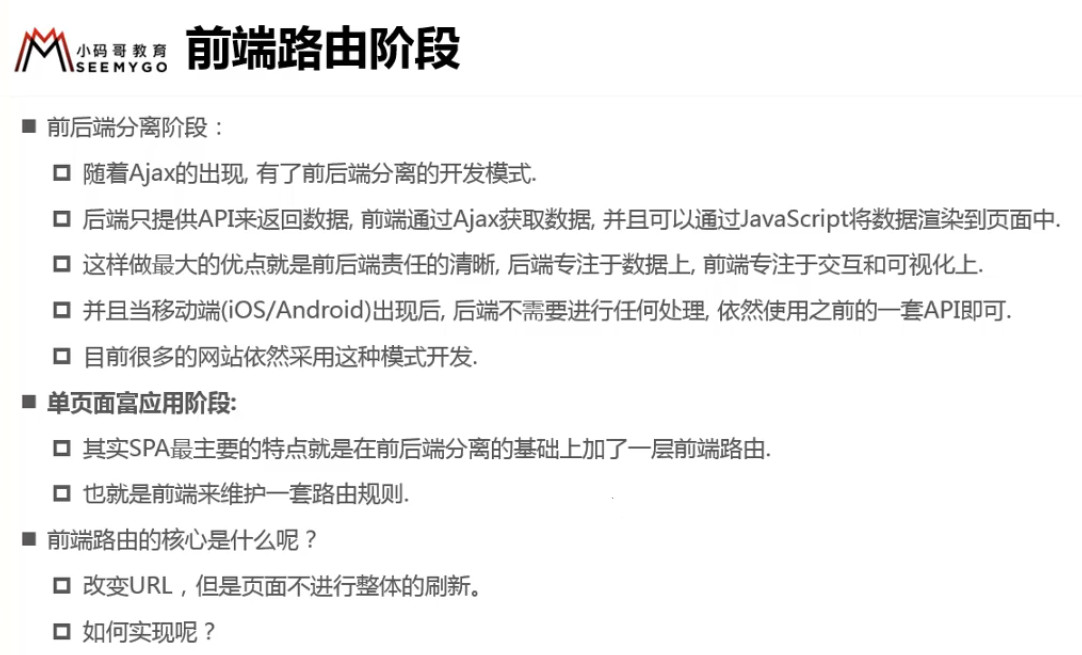 小码哥教育
SEEMYGO
前端路由阶段
前后端分离阶段：
随着Ajax的出现, 有了前后端分离的开发模式.
后端只提供API来返回数据, 前端通过Ajax获取数据, 并且可以通过JavaScript将数据渲染到页面中.
这样做最大的优点就是前后端责任的清晰, 后端专注于数据上, 前端专注于交互和可视化上.
并且当移动端(iOS/Android)出现后, 后端不需要进行任何处理, 依然使用之前的一套API即可.
目前很多的网站依然采用这种模式开发.
单页面富应用阶段:
其实SPA最主要的特点就是在前后端分离的基础上加了一层前端路由.
也就是前端来维护一套路由规则.
前端路由的核心是什么呢？
改变URL，但是页面不进行整体的刷新。
如何实现呢？